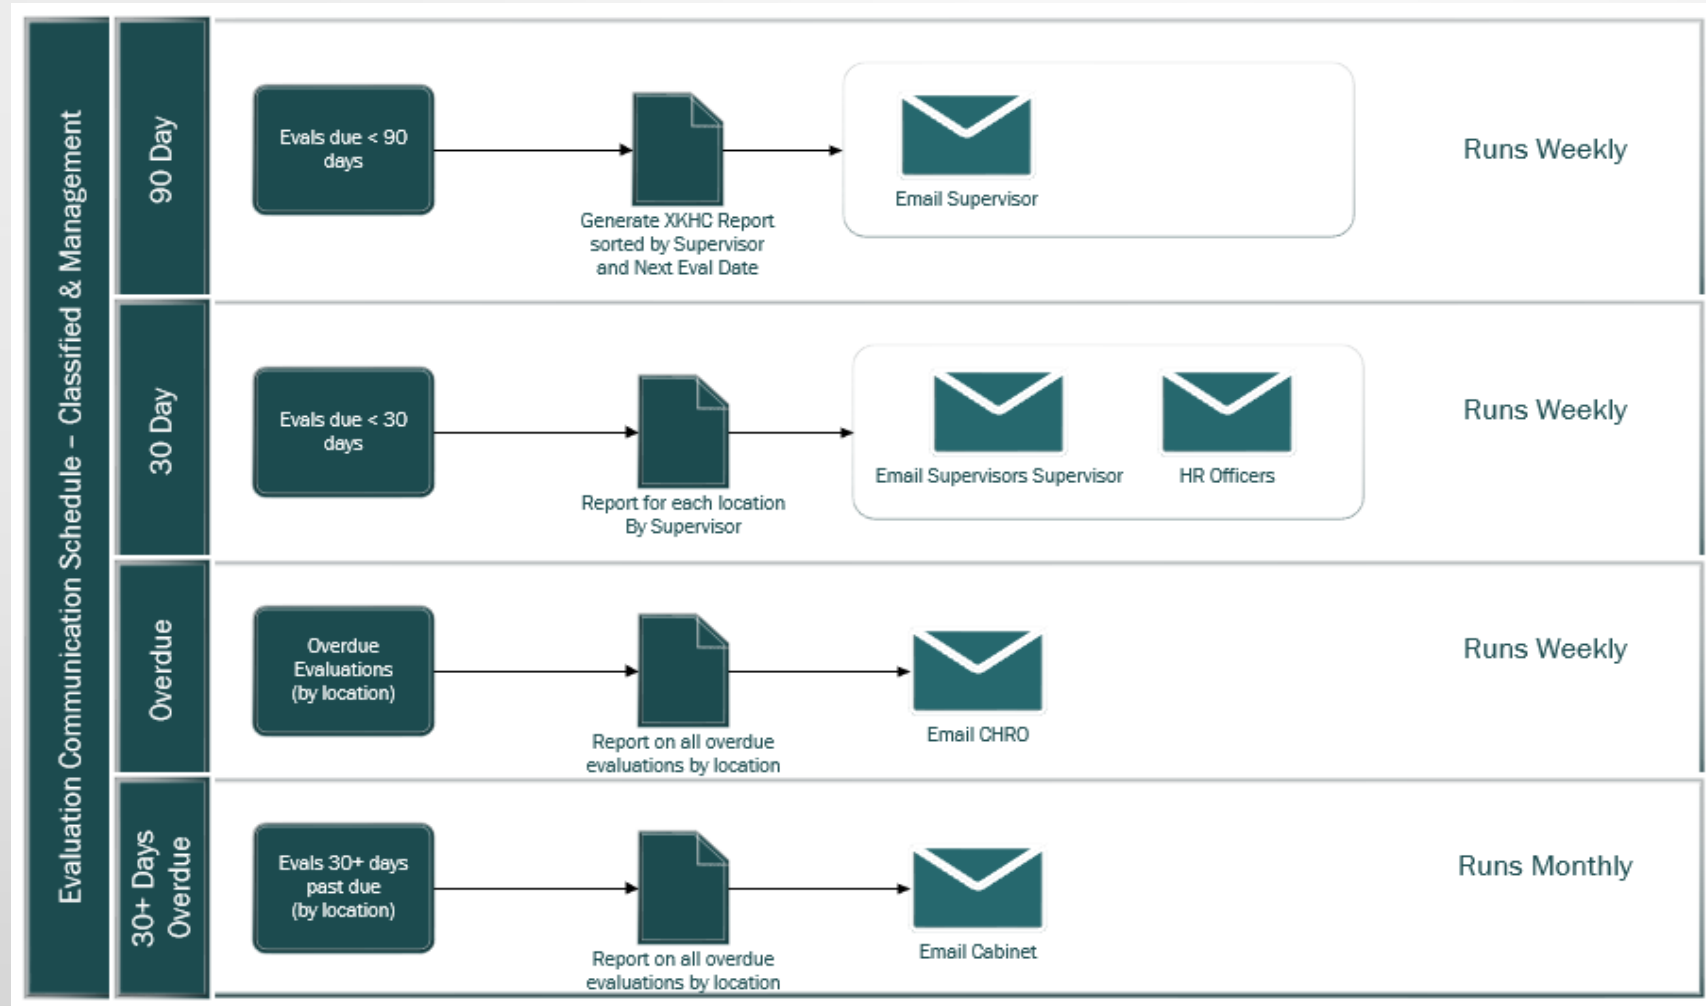 Evaluation Communication Schedule – Classified & Management
90 Day
Evals due < 90
days
Generate XKHC Report
sorted by Supervisor
and Next Eval Date
Email Supervisor
Runs Weekly
30 Day
Evals due < 30
days
Report for each location
By Supervisor
Email Supervisors Supervisor
HR Officers
Runs Weekly
Overdue
Overdue
Evaluations
(by location)
Report on all overdue
evaluations by location
Email CHRO
Runs Weekly
30+ Days
Overdue
Evals 30+ days
past due
(by location)
Report on all overdue
evaluations by location
Email Cabinet
Runs Monthly